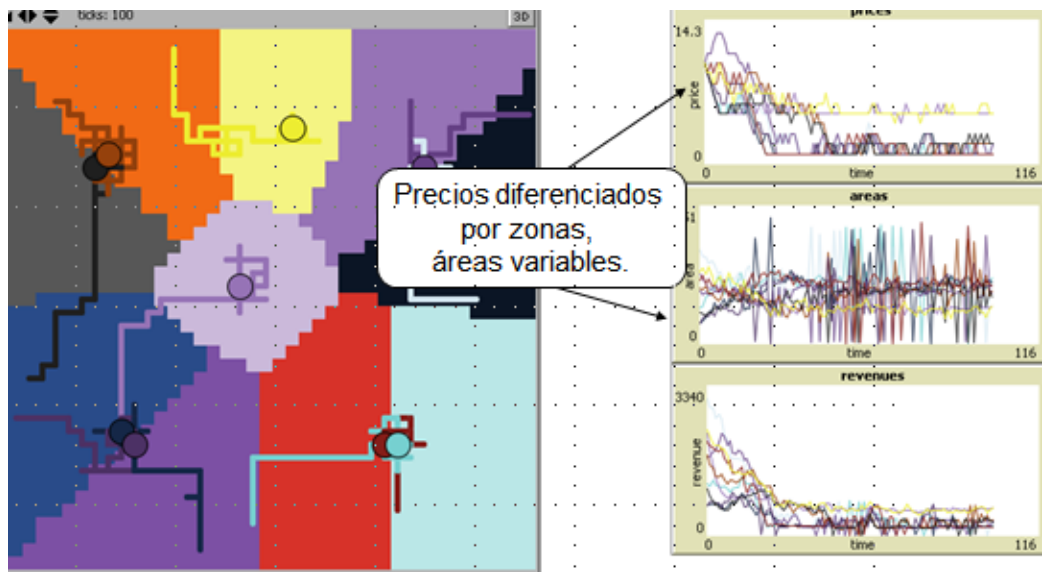 ticks: 100
3D
prices
14.3
price
0
0
time
116
Precios diferenciados
por zonas,
áreas variables.
areas
area
0
0
time
116
revenues
3340
revenue
0
0
time
116